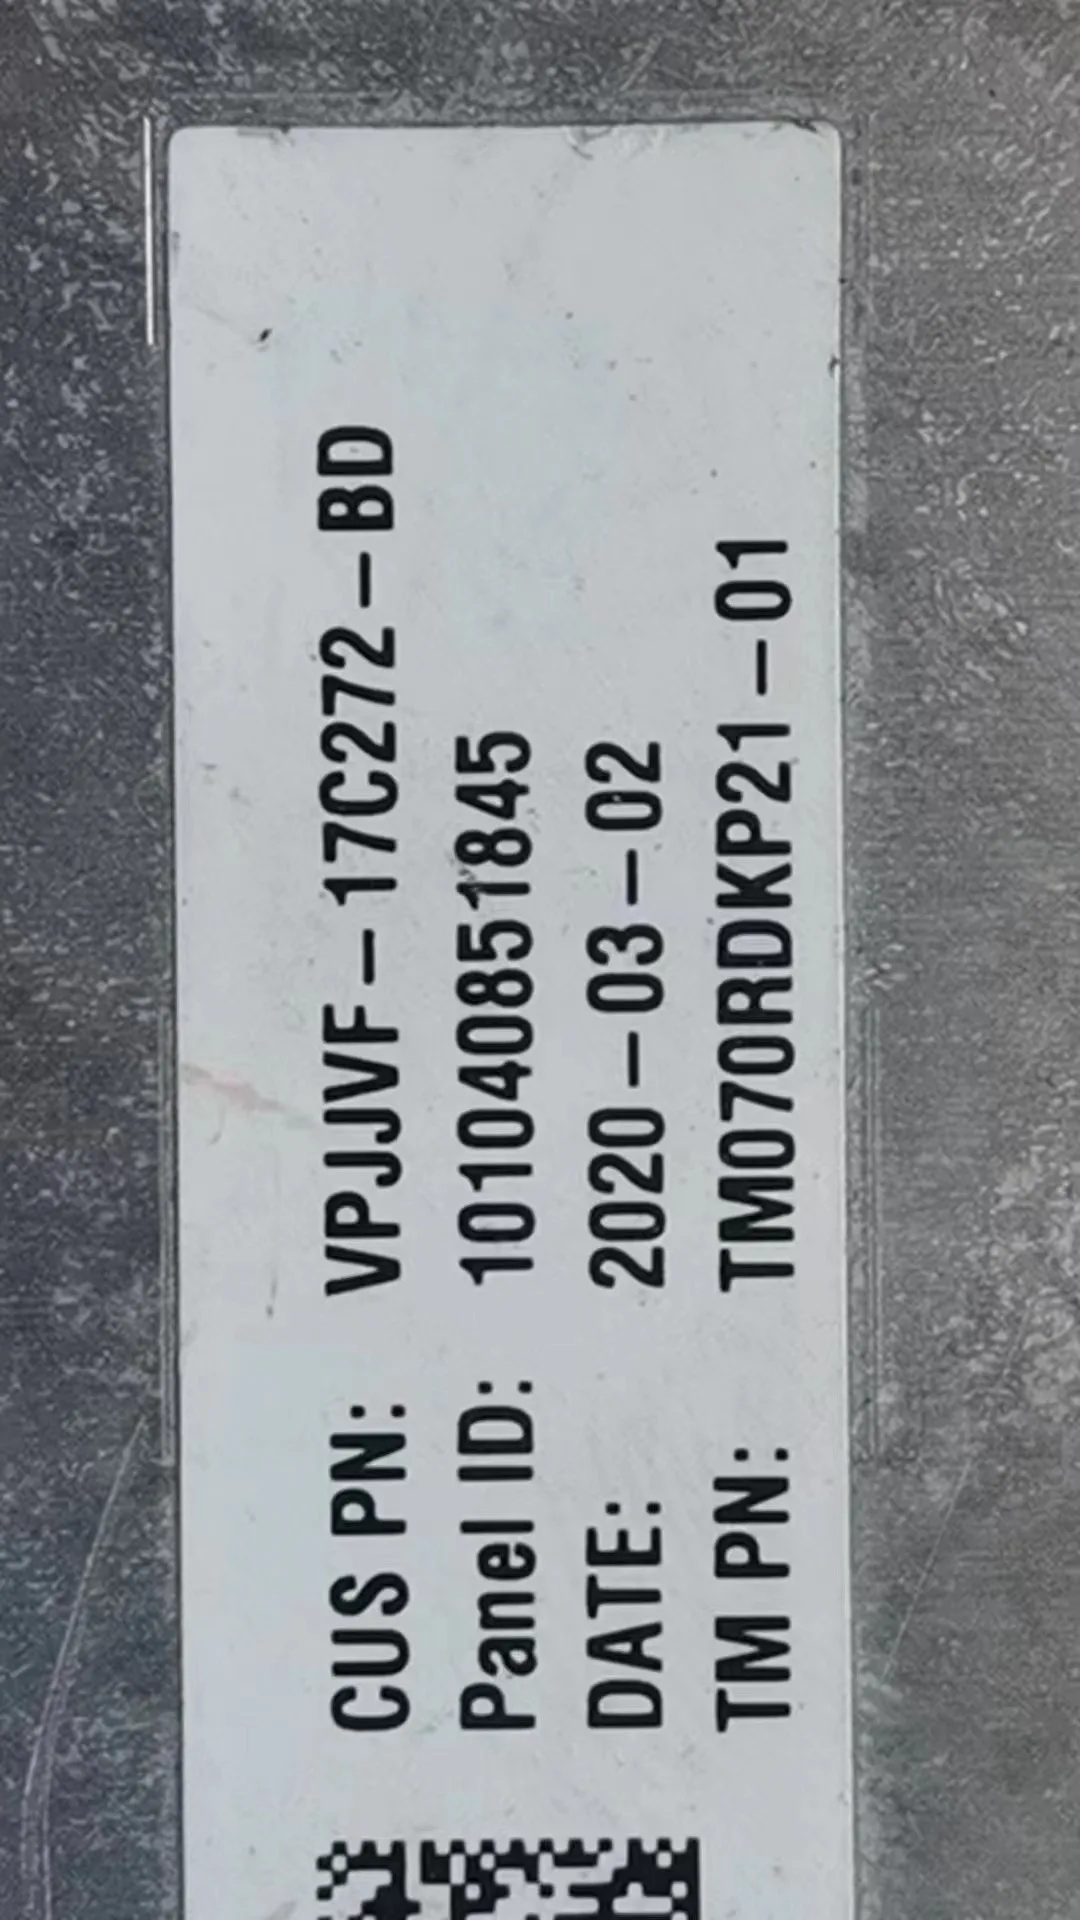 CUS PN: VPJJVF-17C272-BD
Panel ID: 101040851845
DATE: 2020-03-02
TM PN: TM070RDKP21-01